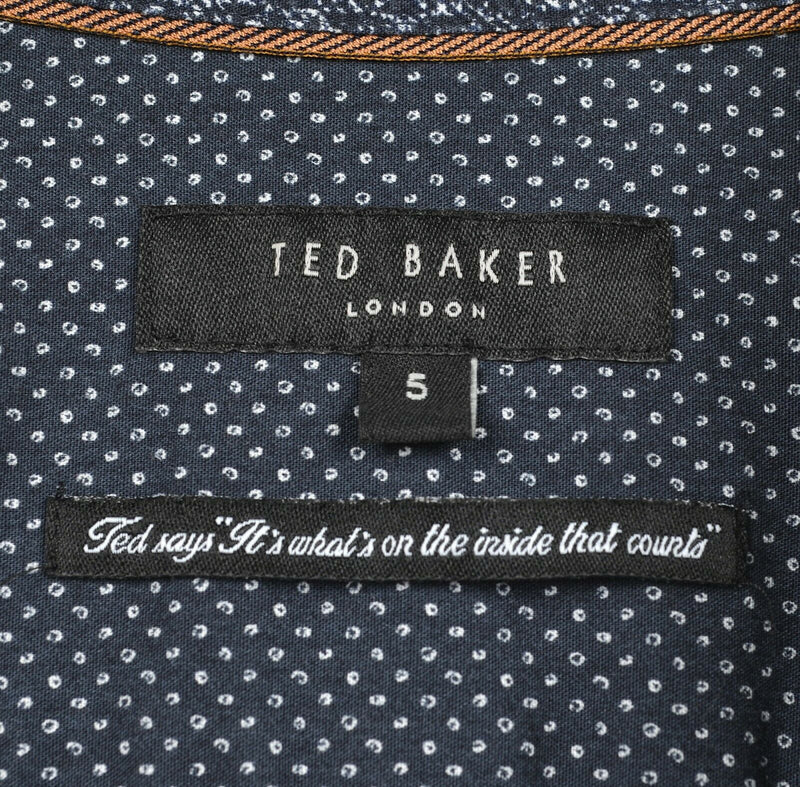 TED BAKER
LONDON
5
Ted says "It's what's on the inside that counts"